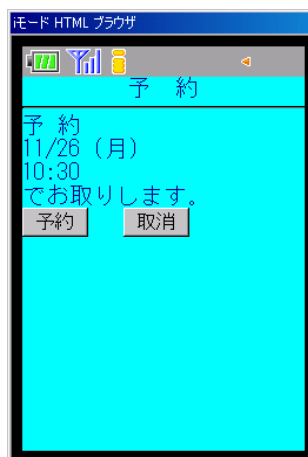 iモード HTML ブラウザ
予 約
予 約
11/26 (月)
10:30
でお取りします。
予約 取消